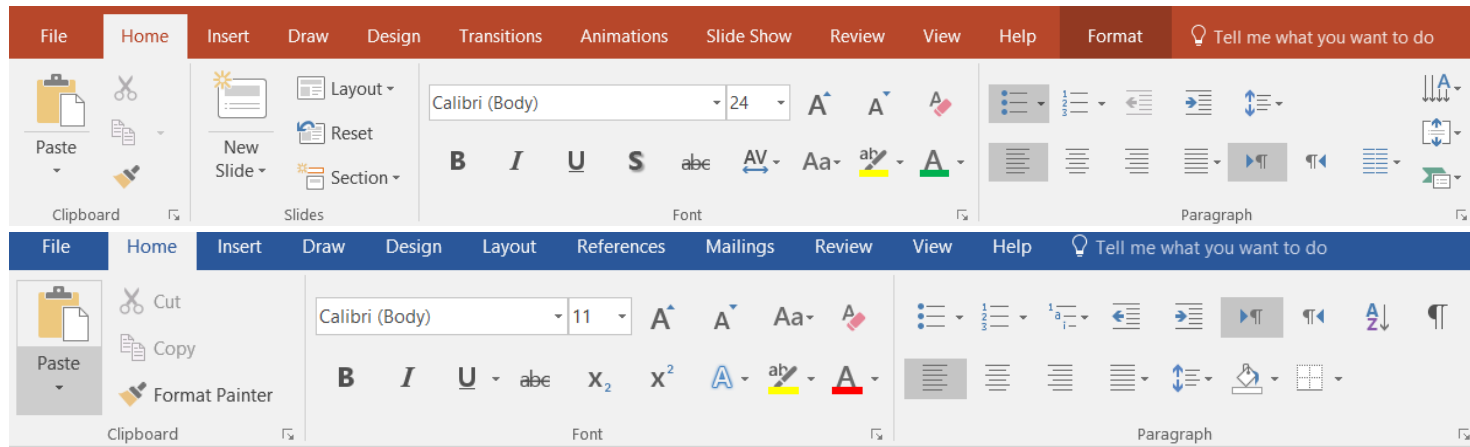 File Home Insert Draw Design Transitions Animations Slide Show Review View Help Format Tell me what you want to do
Paste
New Slide
Layout
Reset
Section
Calibri (Body) 24 A A
B I U S abc AV Aa ab A
Clipboard Slides Font Paragraph
File Home Insert Draw Design Layout References Mailings Review View Help Tell me what you want to do
Paste
Cut
Copy
Format Painter
Calibri (Body) 11 A A Aa
B I U abc X₂ X² A ab A
Clipboard Font Paragraph